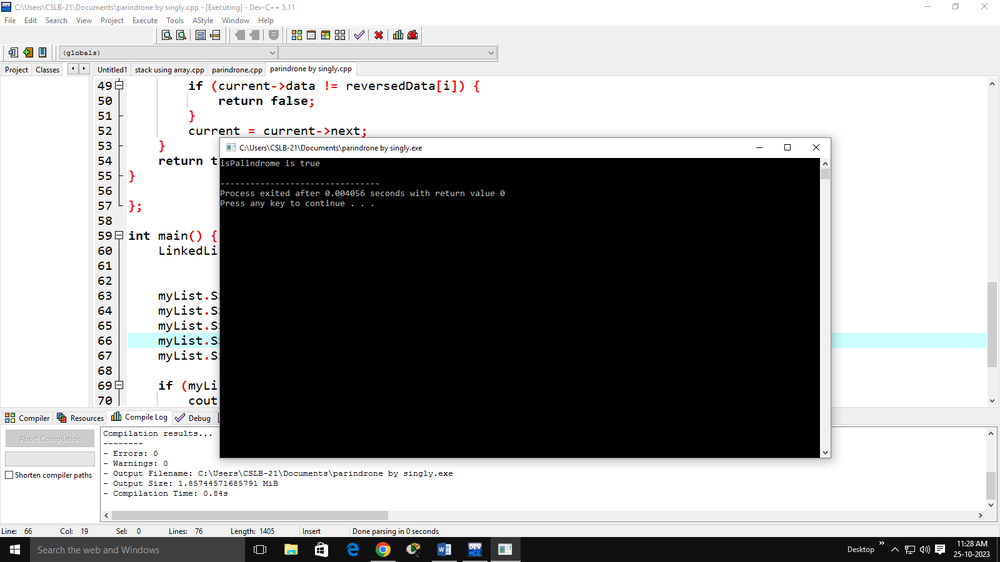 C:\Users\CSLB-21\Documents\parindrone by singly.cpp - [Executing] - Dev-C++ 5.11
File Edit Search View Project Execute Tools AStyle Window Help
(globals)
Project Classes Untitled1 stack using array.cpp parindrone.cpp parindrone by singly.cpp
49 if (current->data != reversedData[i]) {
50 return false;
51 }
52 current = current->next;
53 }
54 return t
55 }
56
57 };
58
59 int main() {
60 LinkedLi
61
62
63 myList.S
64 myList.S
65 myList.S
66 myList.S
67 myList.S
68
69 if (myLi
70 cout
C:\Users\CSLB-21\Documents\parindrone by singly.exe
isPalindrome is true
--------------------------------
Process exited after 0.004056 seconds with return value 0
Press any key to continue . . .
Compiler Resources Compile Log Debug
Abort Compilation
Shorten compiler paths
Compilation results...
--------
- Errors: 0
- Warnings: 0
- Output Filename: C:\Users\CSLB-21\Documents\parindrone by singly.exe
- Output Size: 1.85744571685791 MiB
- Compilation Time: 0.84s
Line: 66 Col: 19 Sel: 0 Lines: 76 Length: 1405 Insert Done parsing in 0 seconds
Search the web and Windows
DEV
Desktop
11:28 AM
25-10-2023